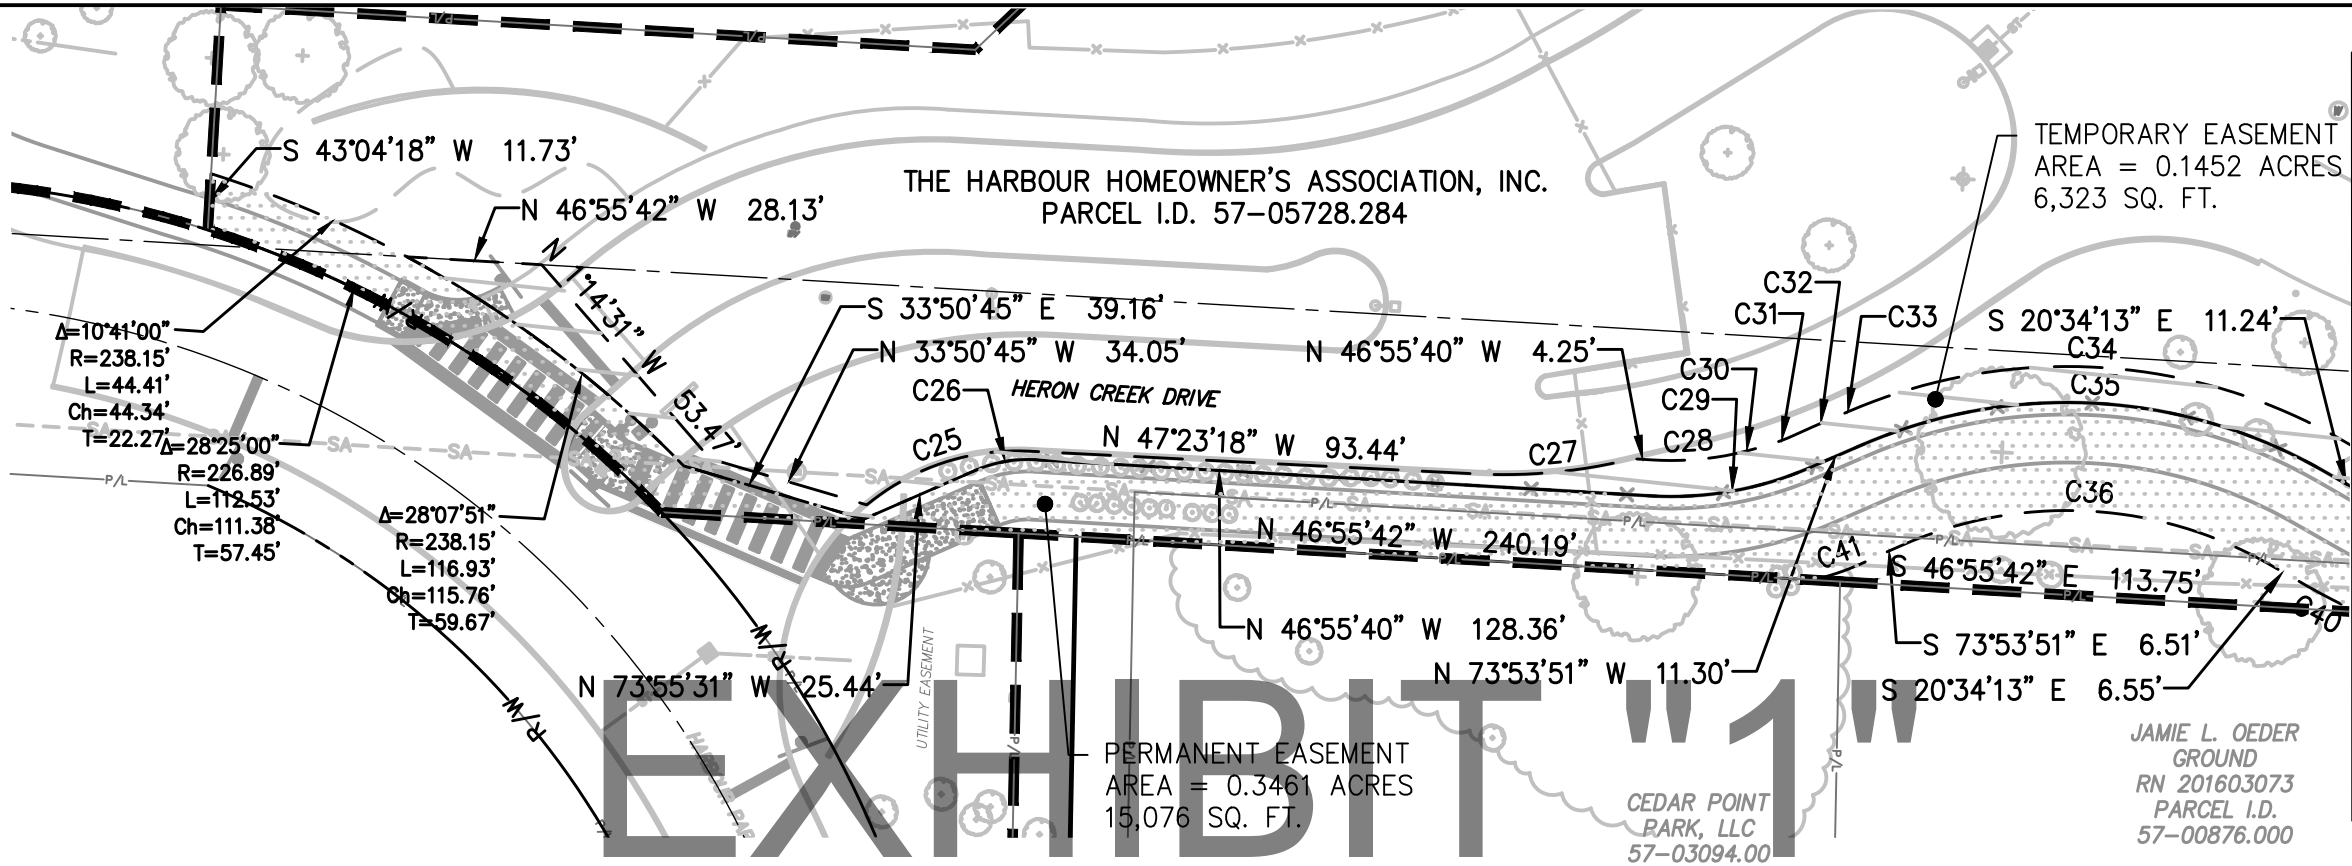 P/L
S 43°04'18" W 11.73'
N 46°55'42" W 28.13'
THE HARBOUR HOMEOWNER'S ASSOCIATION, INC.
PARCEL I.D. 57-05728.284
TEMPORARY EASEMENT
AREA = 0.1452 ACRES
6,323 SQ. FT.
N 1°14'31" W 53.47'
S 33°50'45" E 39.16'
N 33°50'45" W 34.05'
N 46°55'40" W 4.25'
C26
HERON CREEK DRIVE
C25
N 47°23'18" W 93.44'
C27
C28
C29
C30
C31
C32
C33
S 20°34'13" E 11.24'
C34
C35
C36
Δ=10°41'00"
R=238.15'
L=44.41'
Ch=44.34'
T=22.27'
Δ=28°25'00"
R=226.89'
L=112.53'
Ch=111.38'
T=57.45'
Δ=28°07'51"
R=238.15'
L=116.93'
Ch=115.76'
T=59.67'
SA
SA
SA
P/L
N 46°55'42" W 240.19'
C41
S 46°55'42" E 113.75'
C40
N 46°55'40" W 128.36'
N 73°53'51" W 11.30'
S 73°53'51" E 6.51'
S 20°34'13" E 6.55'
N 73°55'31" W 25.44'
R/W
R/W
UTILITY EASEMENT
P/L
P/L
PERMANENT EASEMENT
AREA = 0.3461 ACRES
15,076 SQ. FT.
EXHIBIT "1"
CEDAR POINT
PARK, LLC
57-03094.00
JAMIE L. OEDER
GROUND
RN 201603073
PARCEL I.D.
57-00876.000